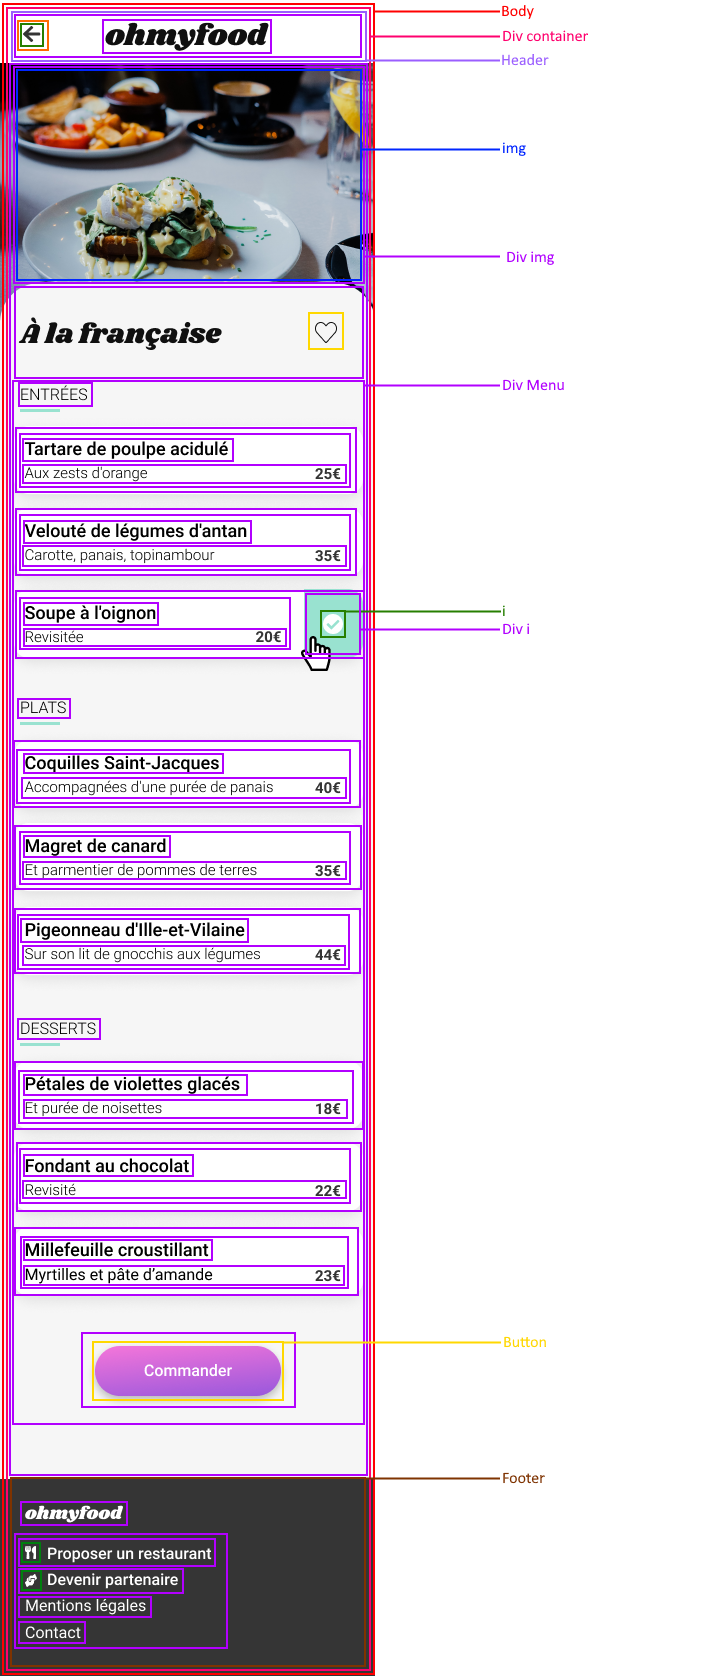 Body
ohmyfood
Div container
Header
img
Div img
À la française
Div Menu
ENTRÉES
Tartare de poulpe acidulé
Aux zests d'orange 25€
Velouté de légumes d'antan
Carotte, panais, topinambour 35€
Soupe à l'oignon
i
Revisitée 20€
Div i
PLATS
Coquilles Saint-Jacques
Accompagnées d'une purée de panais 40€
Magret de canard
Et parmentier de pommes de terres 35€
Pigeonneau d'Ille-et-Vilaine
Sur son lit de gnocchis aux légumes 44€
DESSERTS
Pétales de violettes glacés
Et purée de noisettes 18€
Fondant au chocolat
Revisité 22€
Millefeuille croustillant
Myrtilles et pâte d’amande 23€
Button
Commander
Footer
ohmyfood
Proposer un restaurant
Devenir partenaire
Mentions légales
Contact